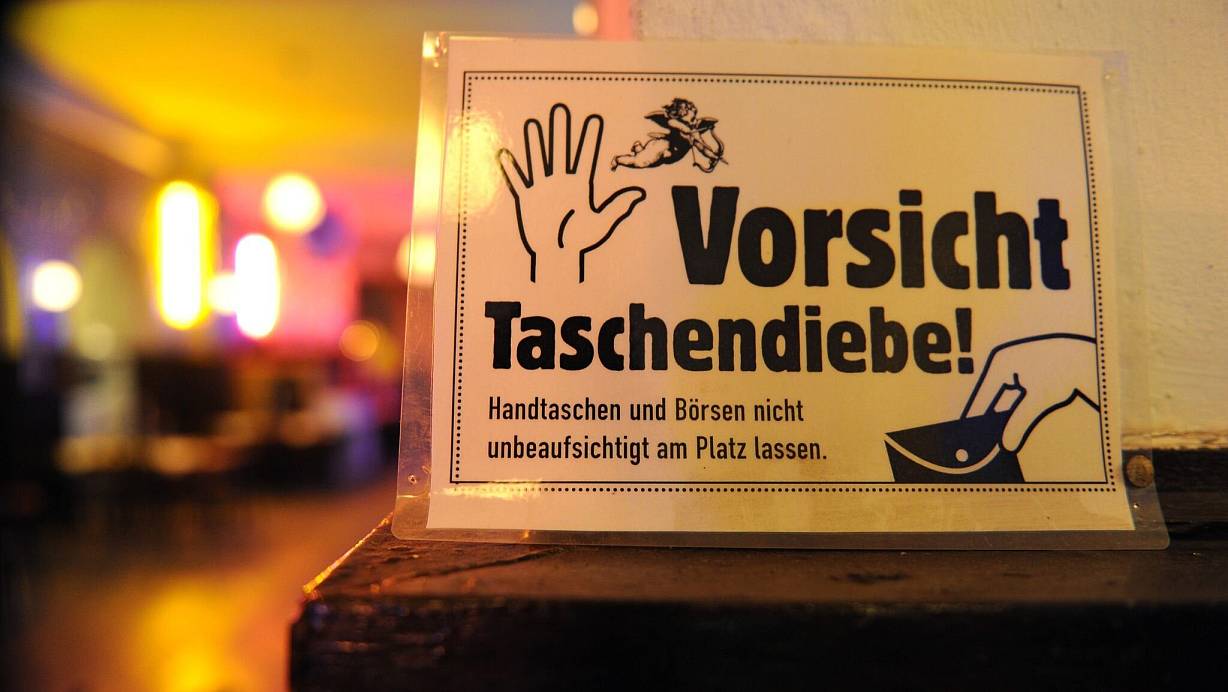 Vorsicht
Taschendiebe!
Handtaschen und Börsen nicht
unbeaufsichtigt am Platz lassen.